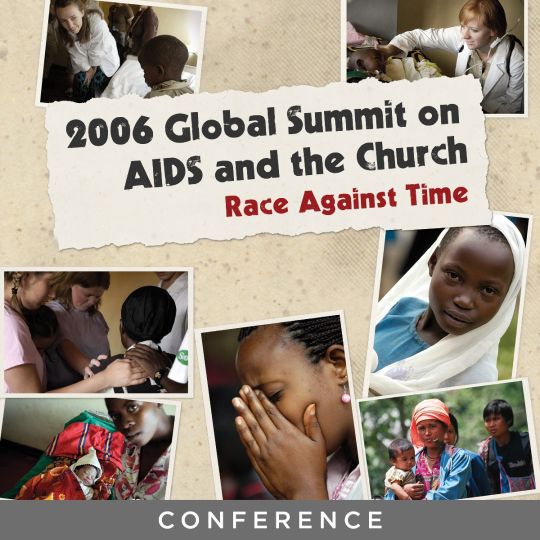 2006 Global Summit on
AIDS and the Church
Race Against Time
CONFERENCE